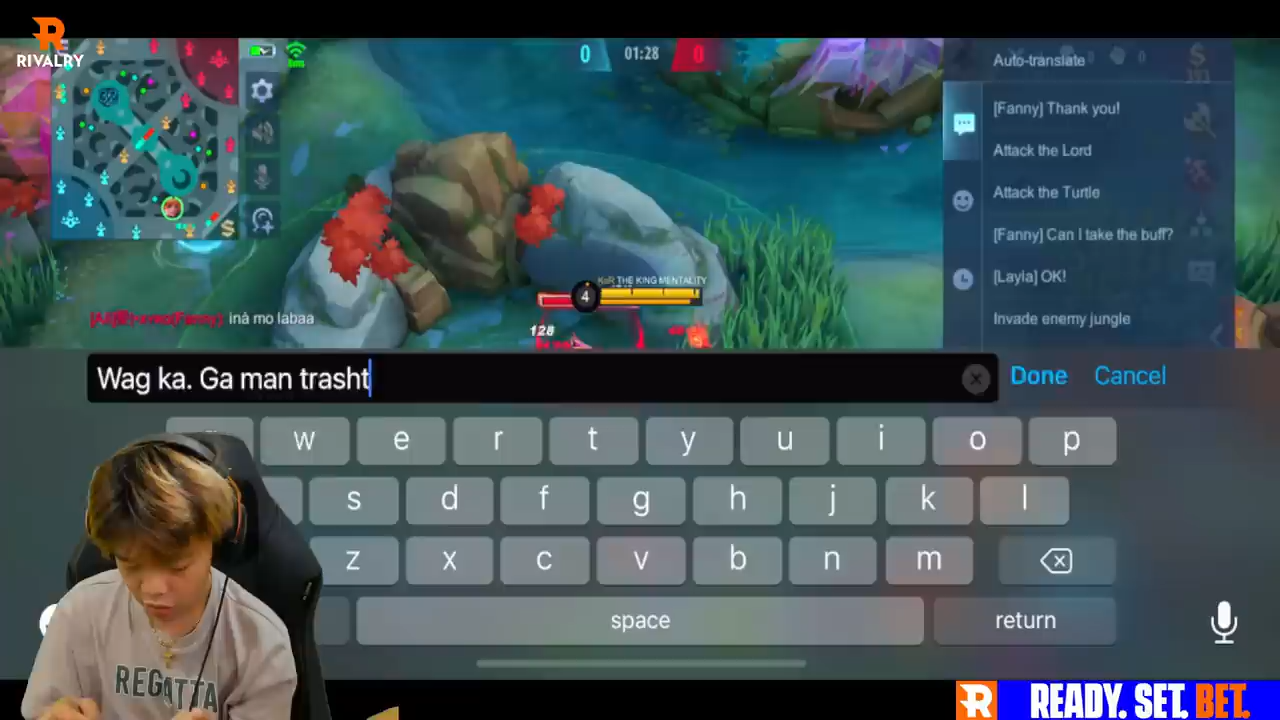 RIVALRY
0 01:28 0
Auto-translate
[Fanny] Thank you!
Attack the Lord
Attack the Turtle
[Fanny] Can I take the buff?
[Layla] OK!
Invade enemy jungle
KoR THE KING MENTALITY
4
128
iná mo labaa
Wag ka. Ga man trasht
Done Cancel
w e r t y u i o p
s d f g h j k l
z x c v b n m
space return
REGATTA
READY. SET. BET.